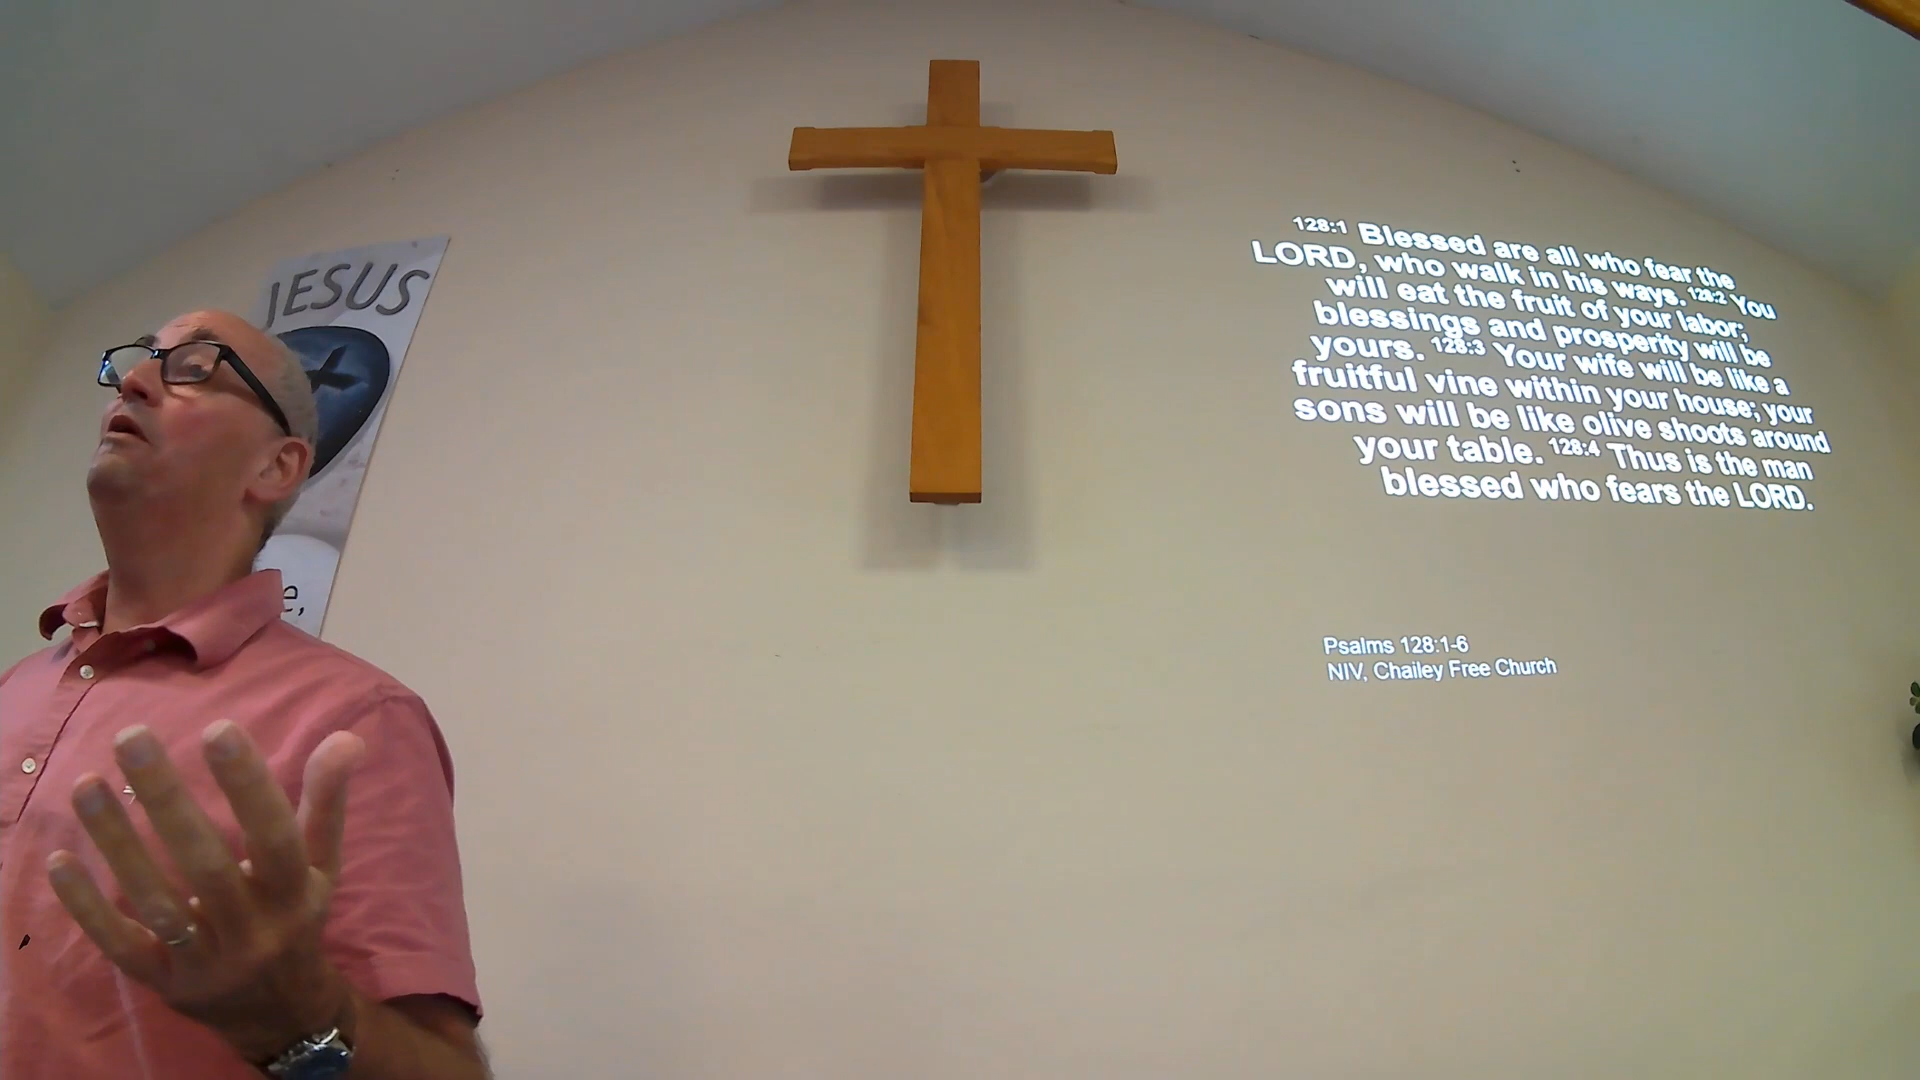 JESUS
e,
128:1 Blessed are all who fear the
LORD, who walk in his ways. 128:2 You
will eat the fruit of your labor;
blessings and prosperity will be
yours. 128:3 Your wife will be like a
fruitful vine within your house; your
sons will be like olive shoots around
your table. 128:4 Thus is the man
blessed who fears the LORD.
Psalms 128:1-6
NIV, Chailey Free Church